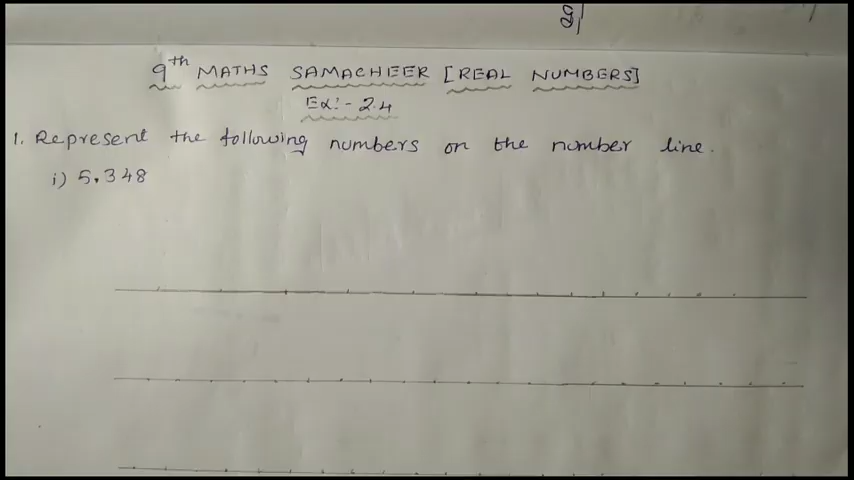 9th MATHS SAMACHEER [REAL NUMBERS]
Ex:- 2.4
1. Represent the following numbers on the number line.
i) 5.348